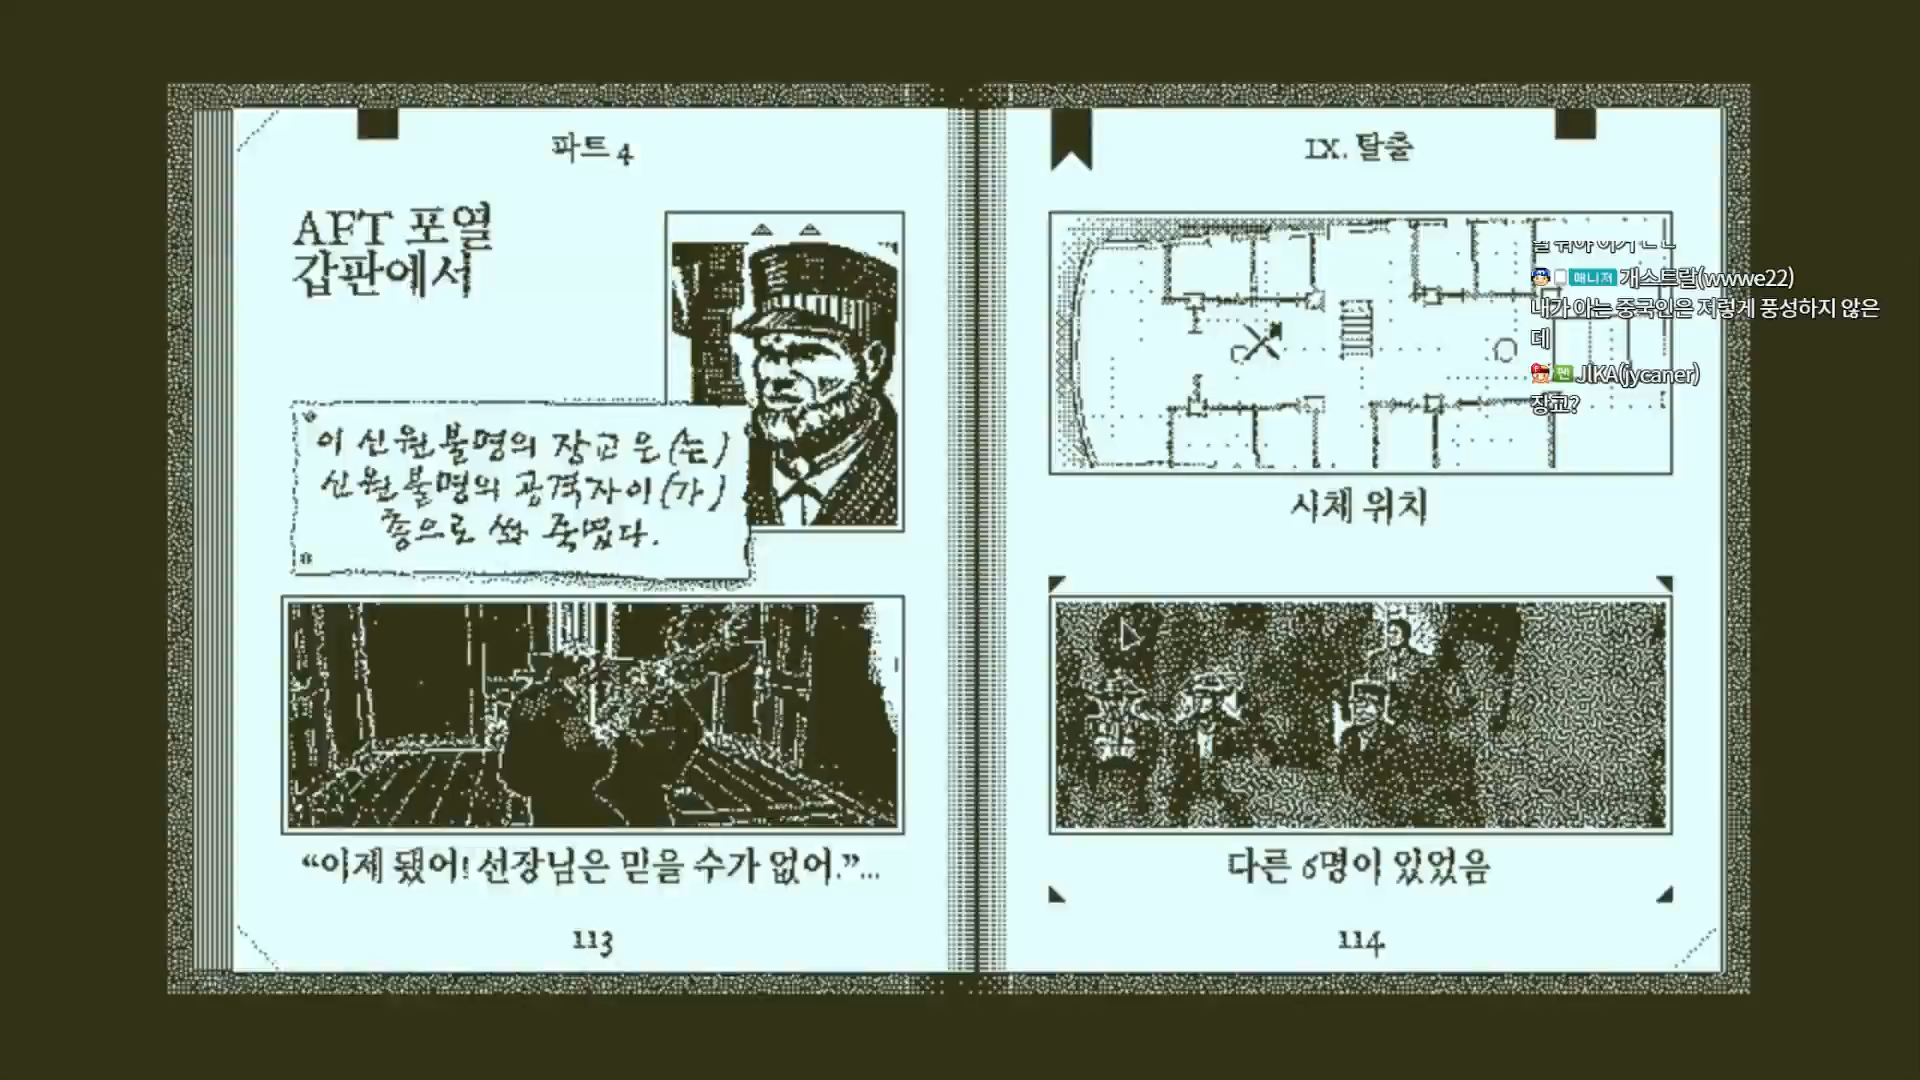 파트 4
AFT 포열
갑판에서
이 신원불명의 장교 은(는)
신원불명의 공격자이(가)
총으로 쏴 죽였다.
“이제 됐어! 선장님은 믿을 수가 없어.”...
113
IX. 탈출
매니저 개스트랄(wwwe22)
내가 아는 중국인은 저렇게 풍성하지 않은
데
팬 JIKA(jycaner)
장교?
시체 위치
다른 6명이 있었음
114